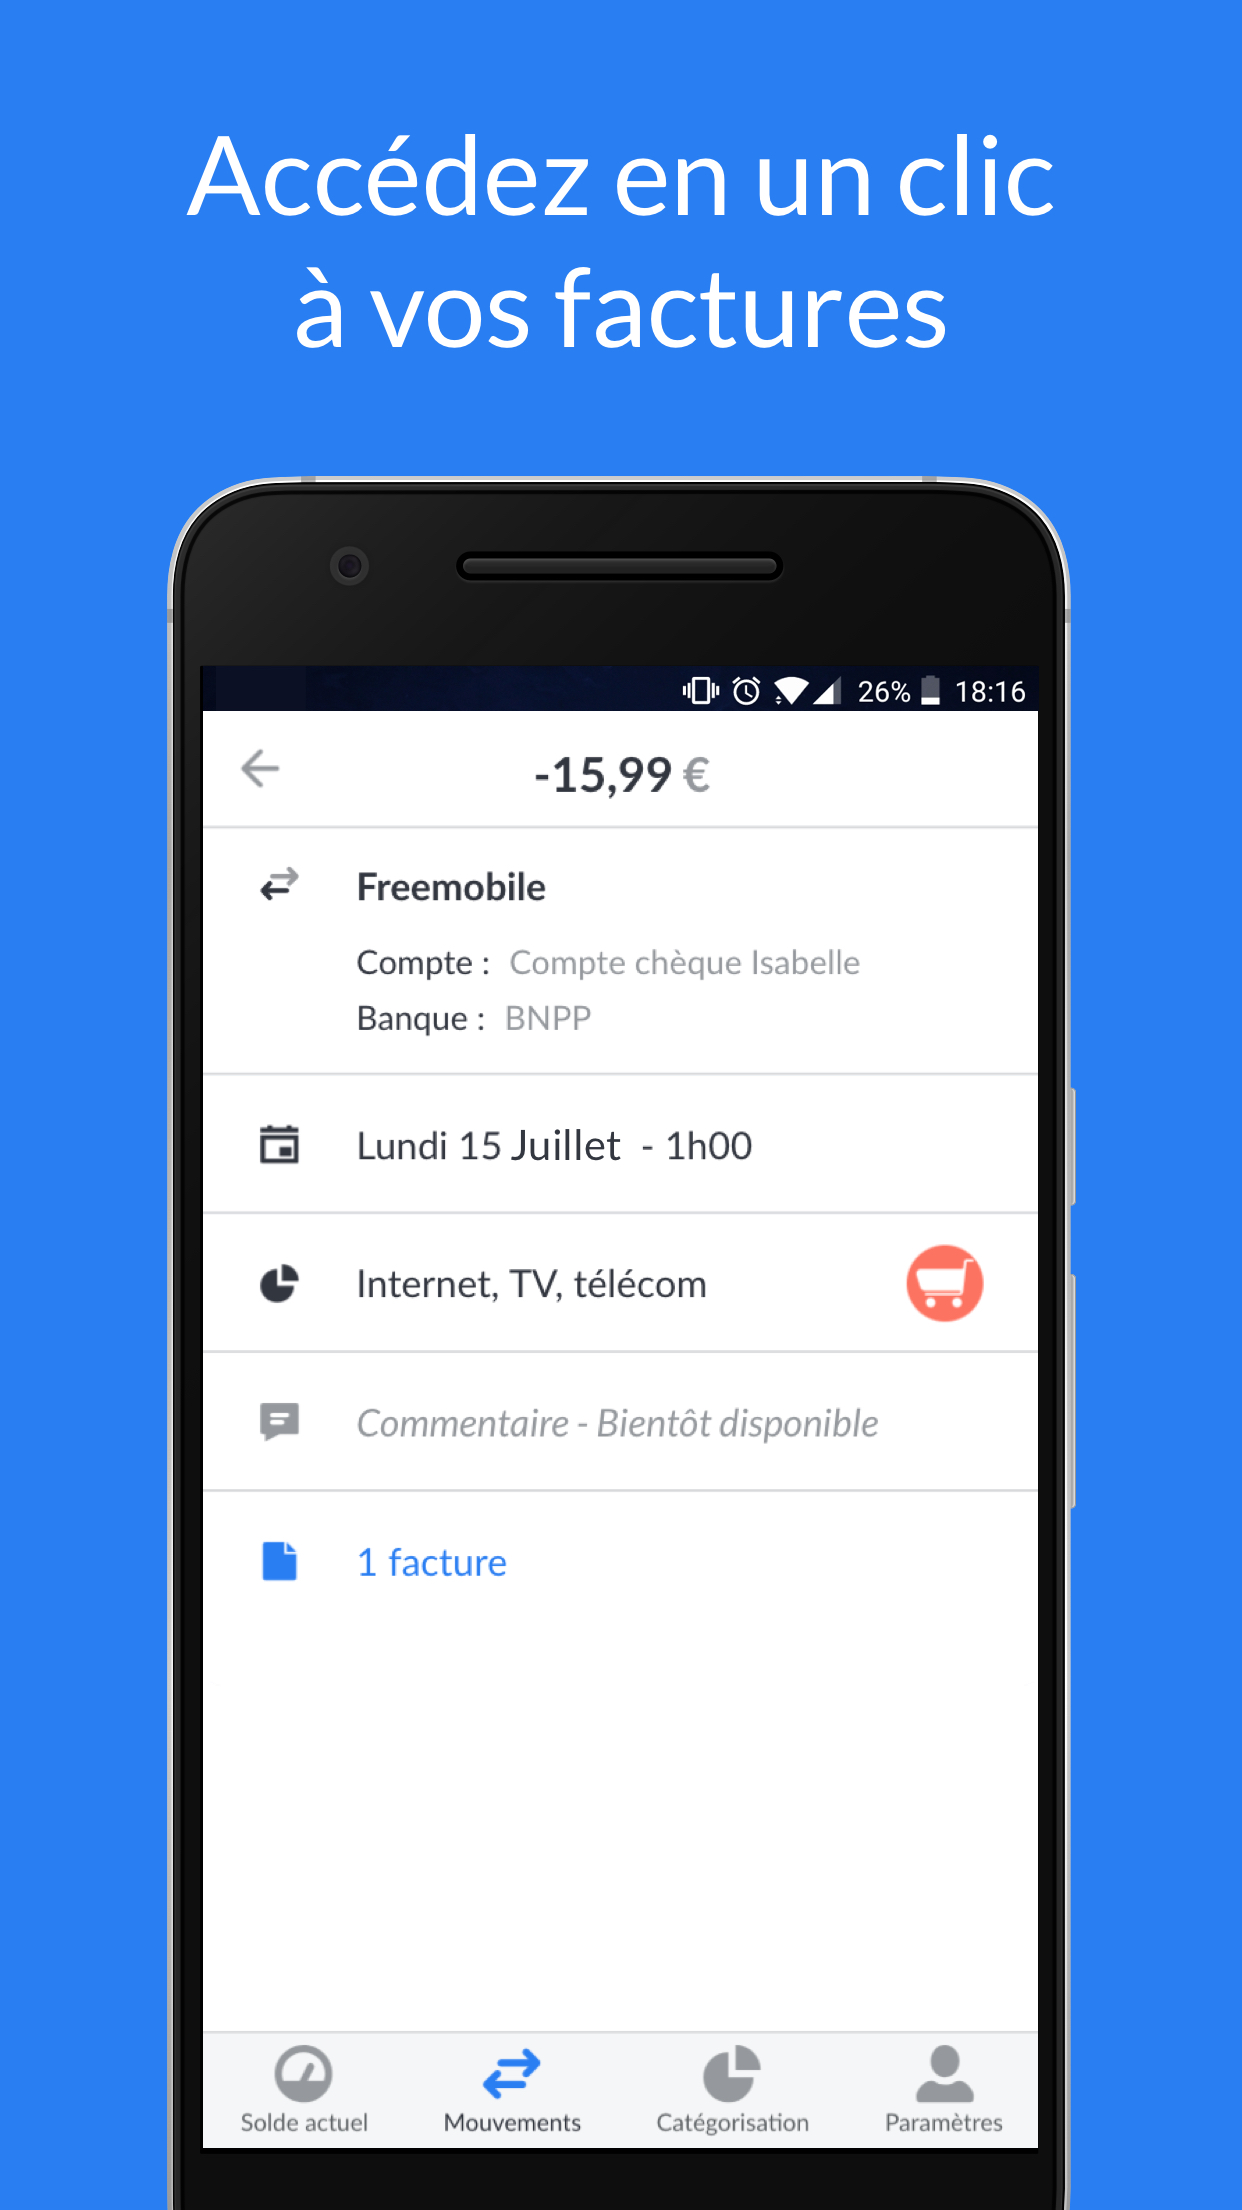 Accédez en un clic
à vos factures
26% 18:16
-15,99 €
Freemobile
Compte : Compte chèque Isabelle
Banque : BNPP
Lundi 15 Juillet - 1h00
Internet, TV, télécom
Commentaire - Bientôt disponible
1 facture
Solde actuel Mouvements Catégorisation Paramètres